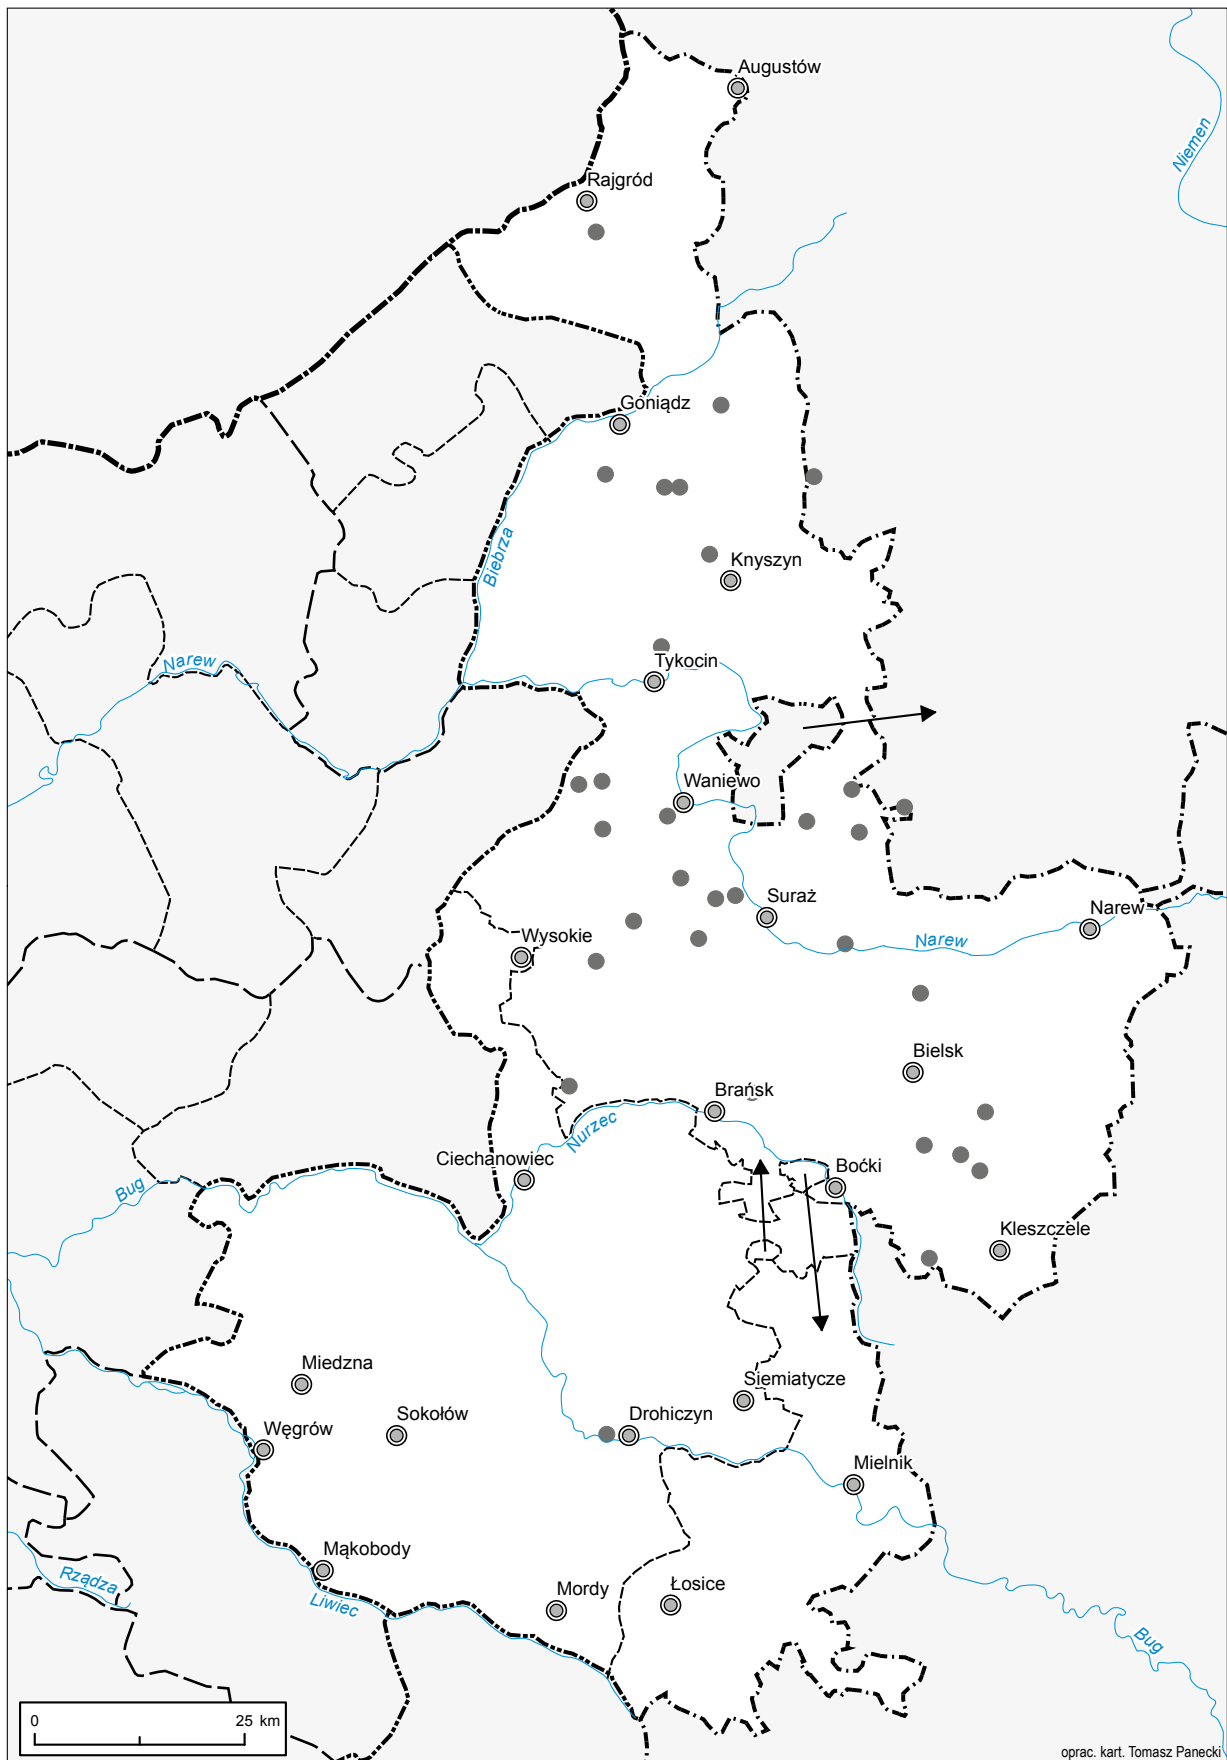 Augustów
Niemen
Rajgród
Goniądz
Biebrza
Knyszyn
Narew
Tykocin
Waniewo
Suraż
Narew
Wysokie
Narew
Bielsk
Brańsk
Nurzec
Ciechanowiec
Boćki
Bug
Kleszczele
Miedzna
Siemiatycze
Sokołów
Drohiczyn
Węgrów
Mielnik
Mąkobody
Rządza
Liwiec
Mordy
Łosice
Bug
0 25 km
oprac. kart. Tomasz Panecki